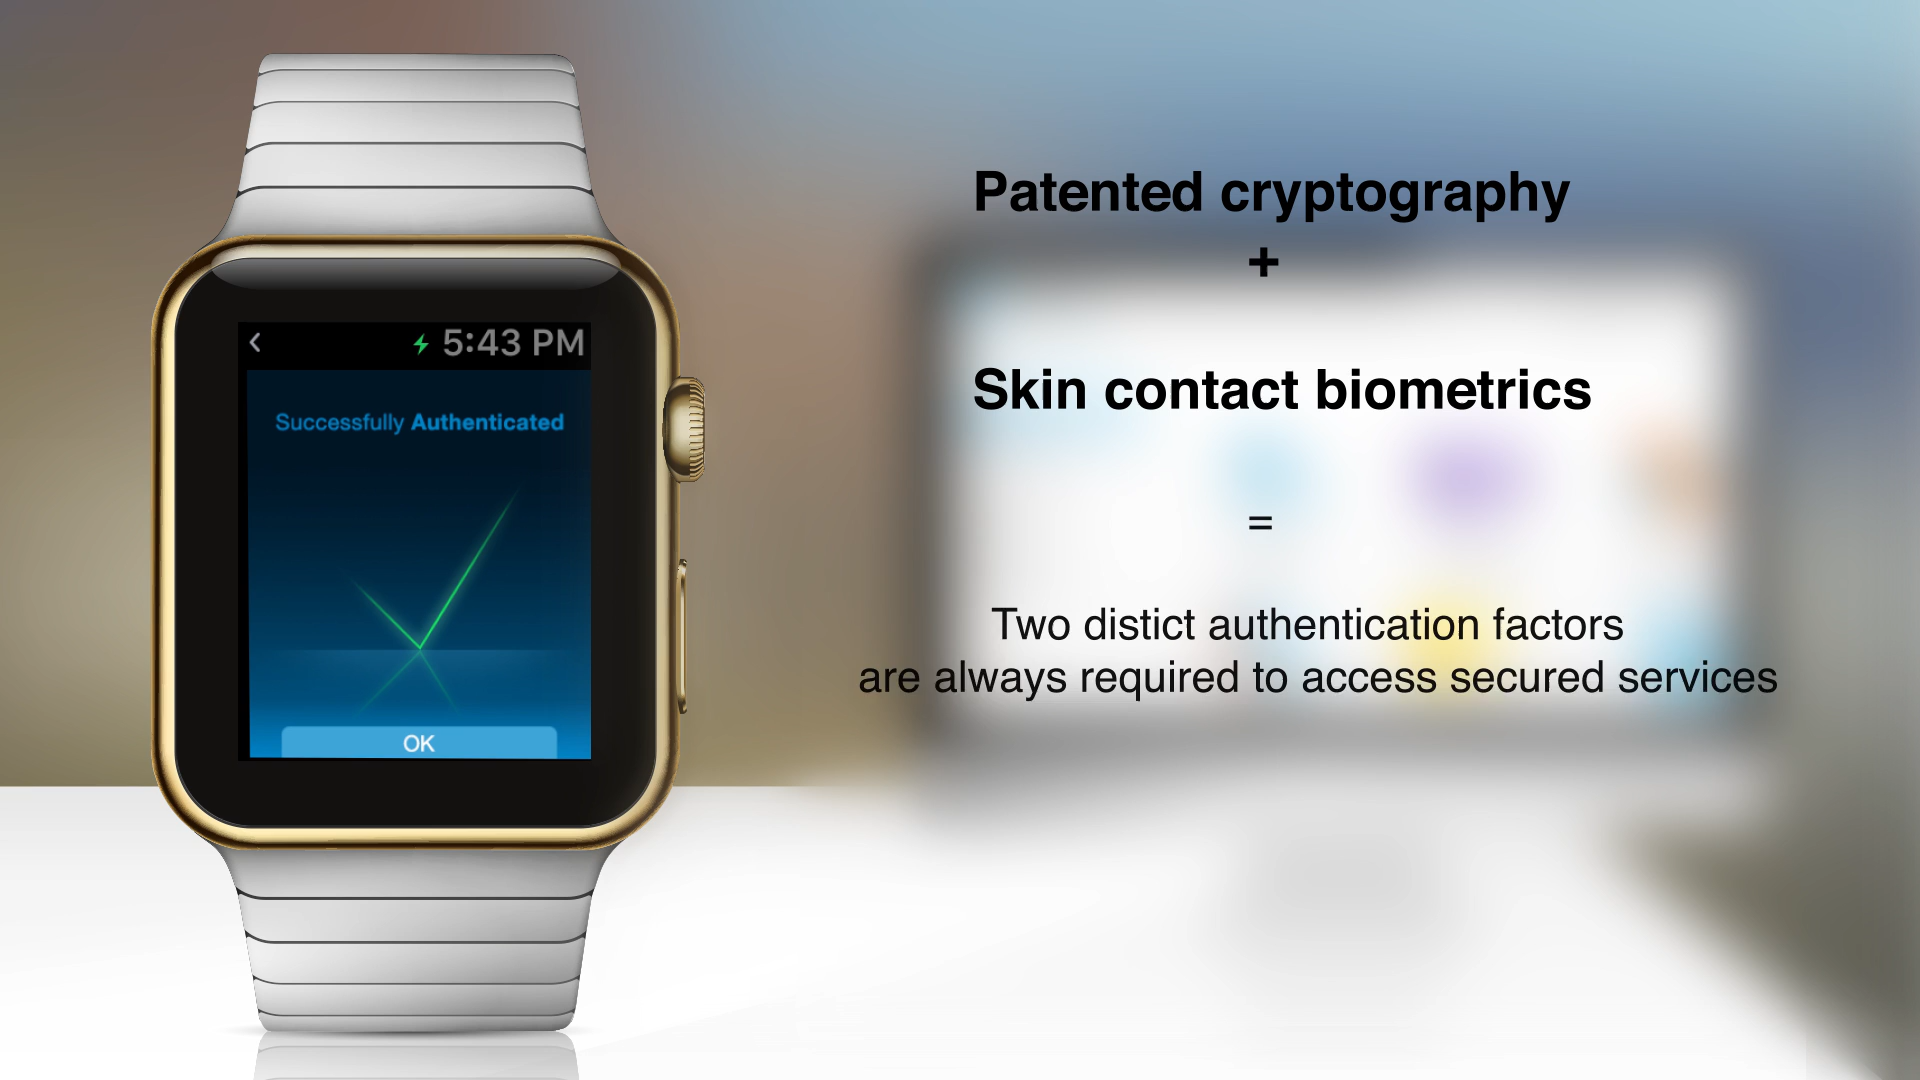 5:43 PM
Successfully Authenticated
OK
Patented cryptography
+
Skin contact biometrics
=
Two distict authentication factors
are always required to access secured services